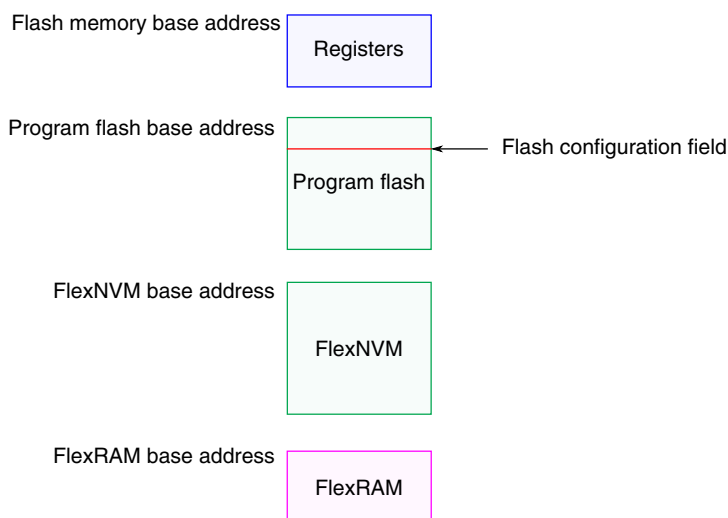 Flash memory base address
Registers
Program flash base address
Flash configuration field
Program flash
FlexNVM base address
FlexNVM
FlexRAM base address
FlexRAM